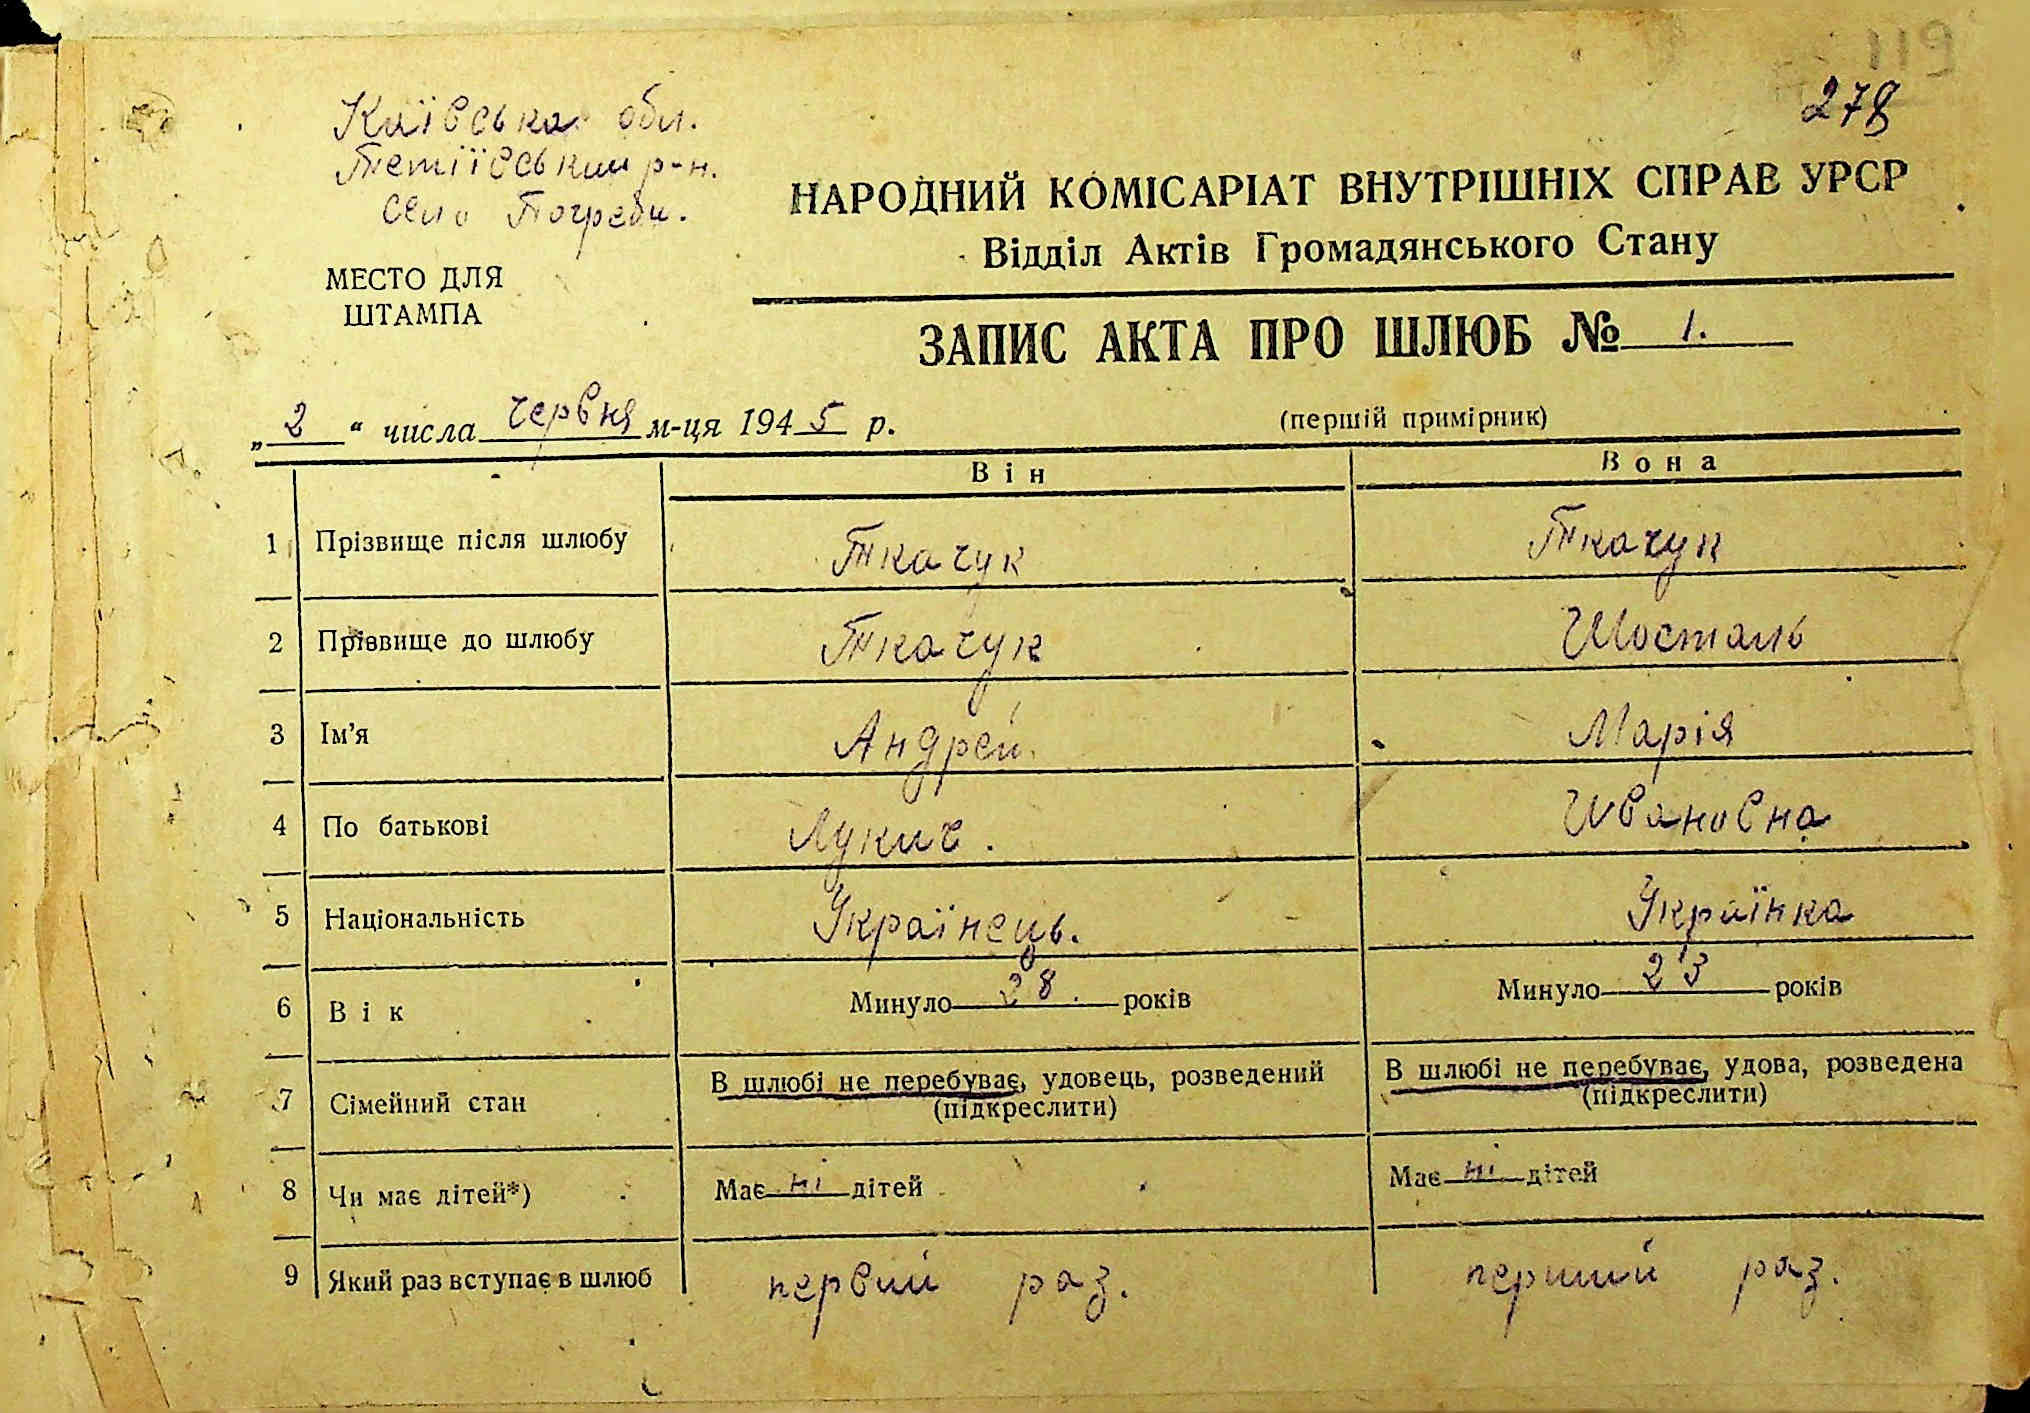 278
Київська обл.
Тетіївський р-н.
село Погреби.
МЕСТО ДЛЯ
ШТАМПА
НАРОДНИЙ КОМІСАРІАТ ВНУТРІШНІХ СПРАВ УРСР
Відділ Актів Громадянського Стану
ЗАПИС АКТА ПРО ШЛЮБ № 1.
„2“ числа червня м-ця 1945 р.
(першій примірник)
Він Вона
1 Прізвище після шлюбу Ткачук Ткачук
2 Прізвище до шлюбу Ткачук Шосталь
3 Ім’я Андрей Марія
4 По батькові Лукич. Ивановна
5 Національність Українець. Українка
6 Вік Минуло 28. років Минуло 23 років
7 Сімейний стан В шлюбі не перебуває, удовець, розведений (підкреслити) В шлюбі не перебуває, удова, розведена (підкреслити)
8 Чи має дітей*) Має ні дітей Має ні дітей
9 Який раз вступає в шлюб первий раз. перший раз.